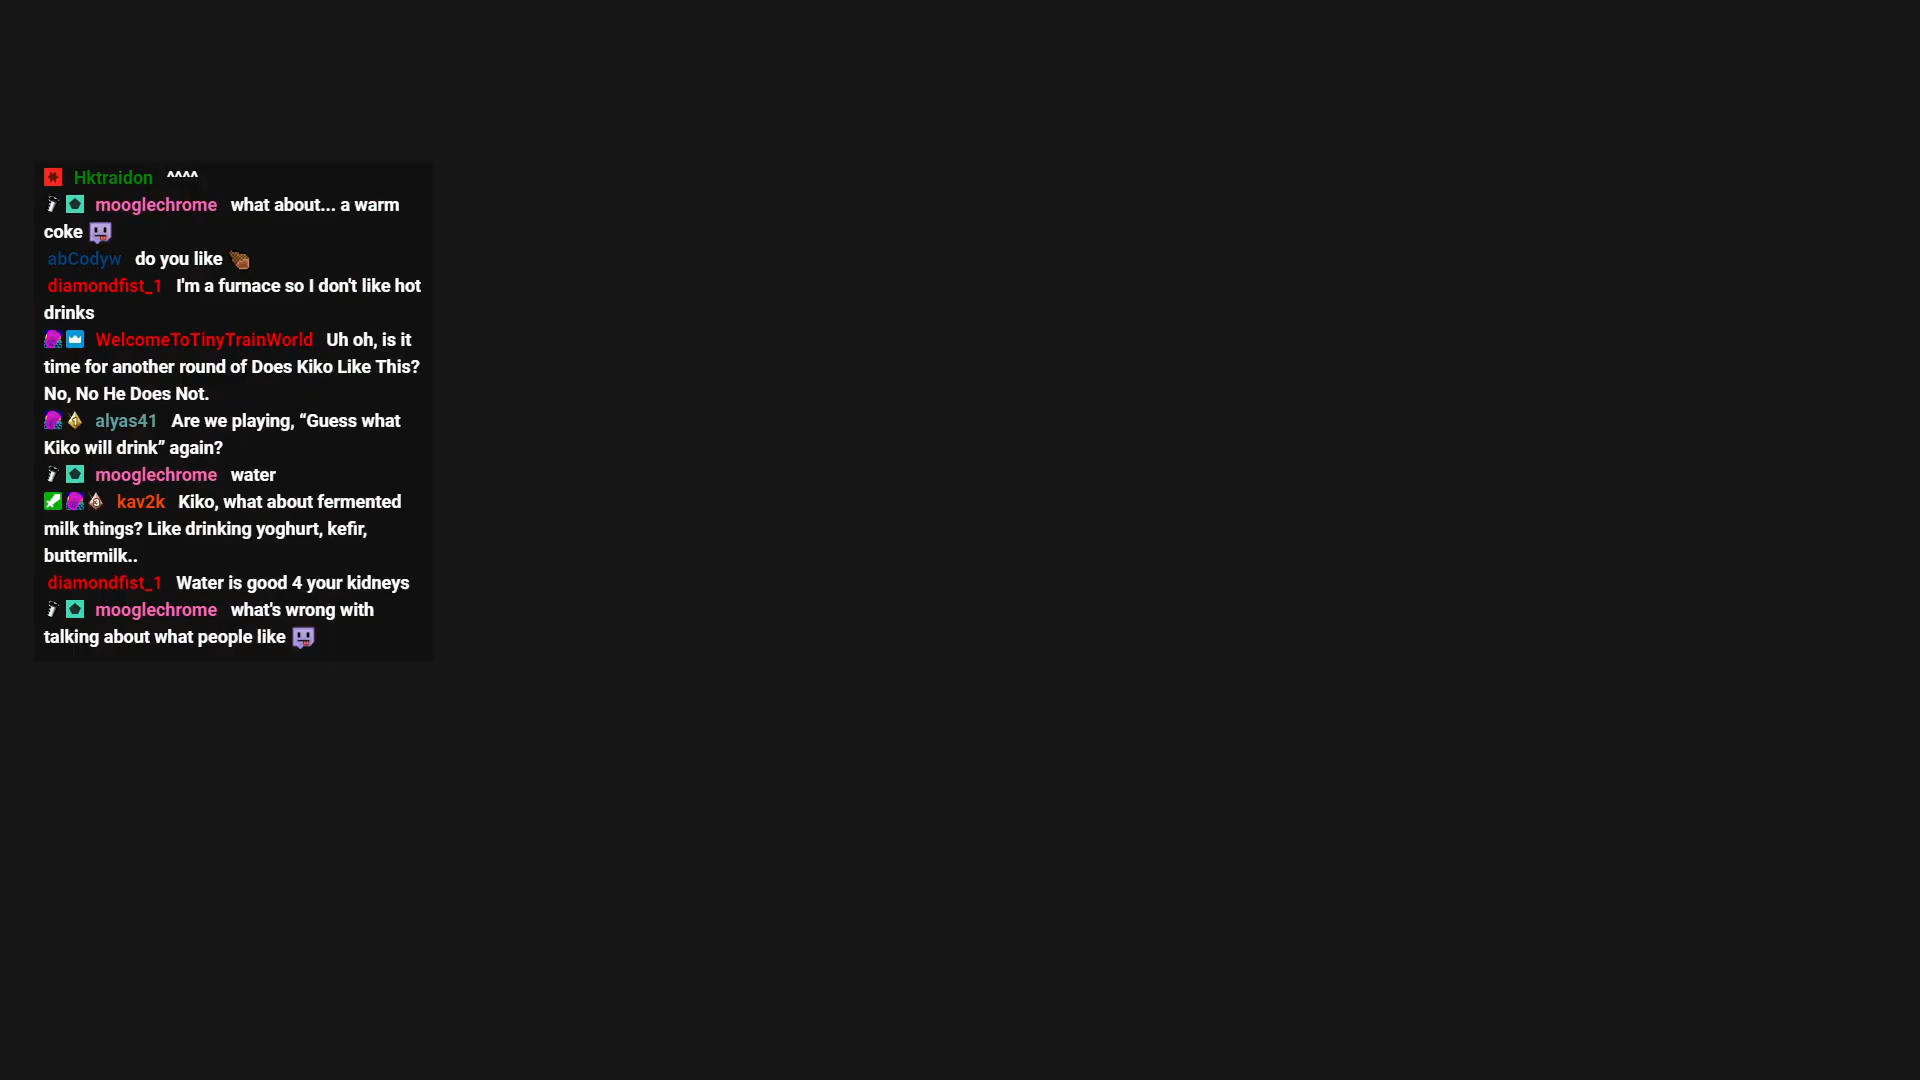 Hktraidon ^^^^
mooglechrome what about... a warm
coke
abCodyw do you like
diamondfist_1 I'm a furnace so I don't like hot
drinks
WelcomeToTinyTrainWorld Uh oh, is it
time for another round of Does Kiko Like This?
No, No He Does Not.
alyas41 Are we playing, “Guess what
Kiko will drink” again?
mooglechrome water
kav2k Kiko, what about fermented
milk things? Like drinking yoghurt, kefir,
buttermilk..
diamondfist_1 Water is good 4 your kidneys
mooglechrome what's wrong with
talking about what people like